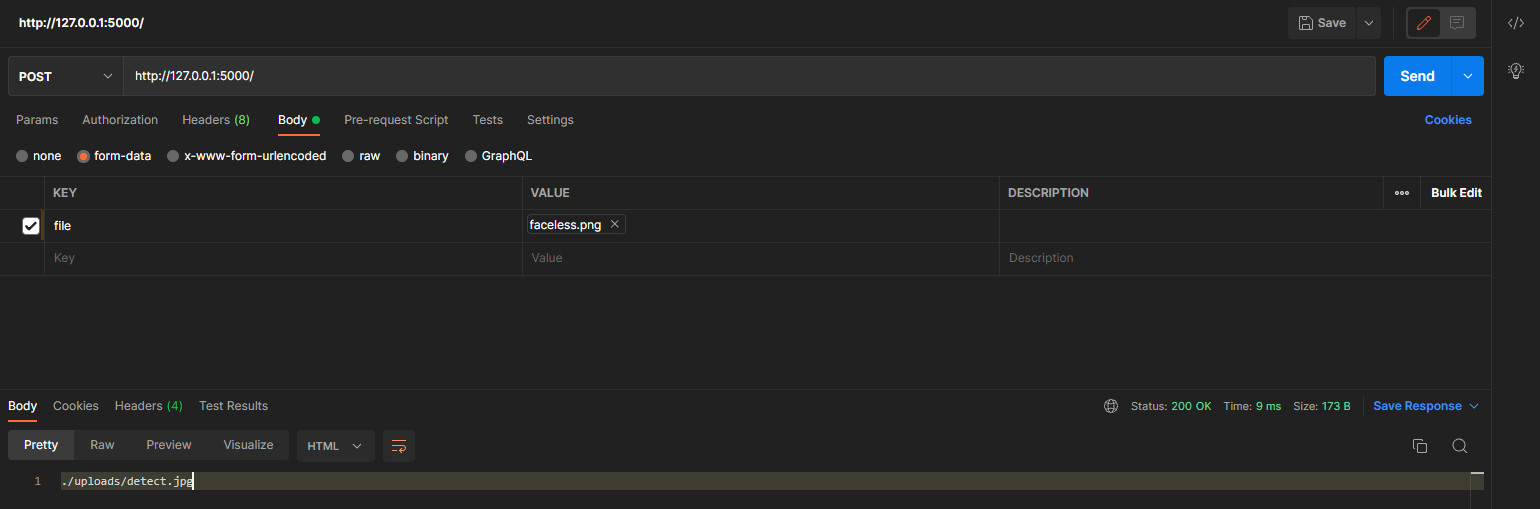 http://127.0.0.1:5000/
Save
POST
http://127.0.0.1:5000/
Send
Params Authorization Headers (8) Body Pre-request Script Tests Settings Cookies
none form-data x-www-form-urlencoded raw binary GraphQL
KEY VALUE DESCRIPTION Bulk Edit
file faceless.png
Key Value Description
Body Cookies Headers (4) Test Results Status: 200 OK Time: 9 ms Size: 173 B Save Response
Pretty Raw Preview Visualize HTML
1 ./uploads/detect.jpg